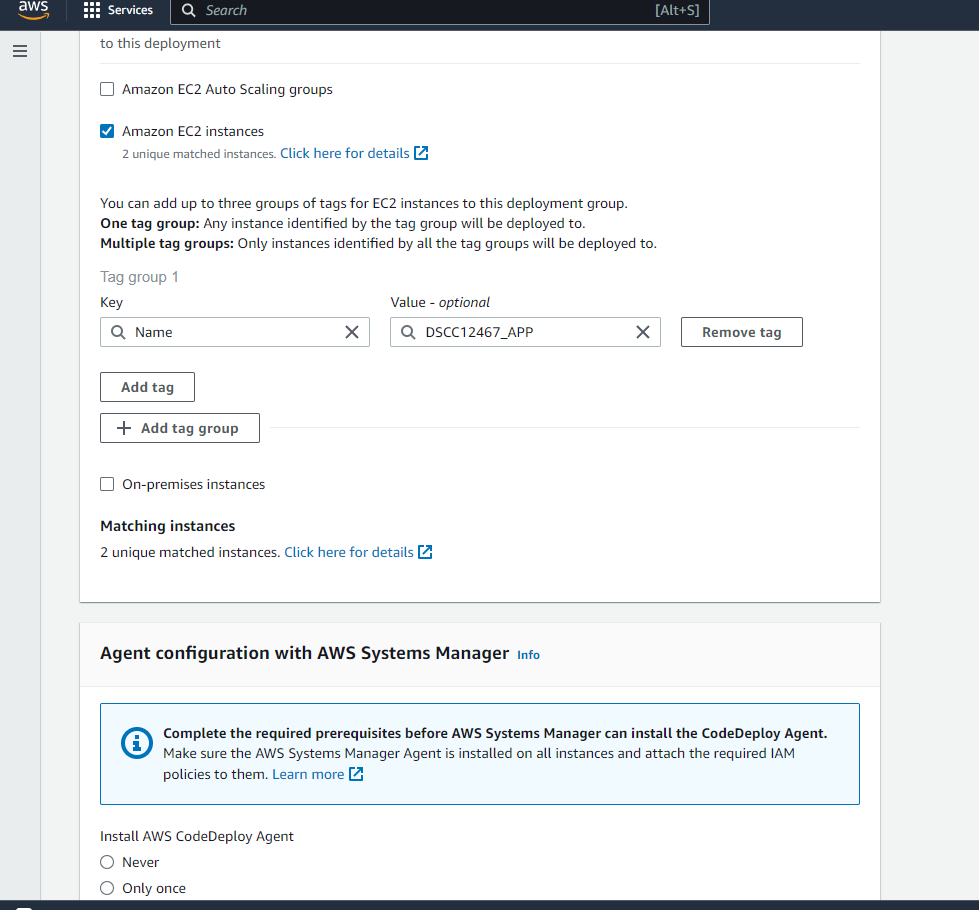 aws
Services
Search
[Alt+S]
to this deployment
Amazon EC2 Auto Scaling groups
Amazon EC2 instances
2 unique matched instances. Click here for details
You can add up to three groups of tags for EC2 instances to this deployment group.
One tag group: Any instance identified by the tag group will be deployed to.
Multiple tag groups: Only instances identified by all the tag groups will be deployed to.
Tag group 1
Key
Value - optional
Name
DSCC12467_APP
Remove tag
Add tag
Add tag group
On-premises instances
Matching instances
2 unique matched instances. Click here for details
Agent configuration with AWS Systems Manager Info
Complete the required prerequisites before AWS Systems Manager can install the CodeDeploy Agent.
Make sure the AWS Systems Manager Agent is installed on all instances and attach the required IAM
policies to them. Learn more
Install AWS CodeDeploy Agent
Never
Only once